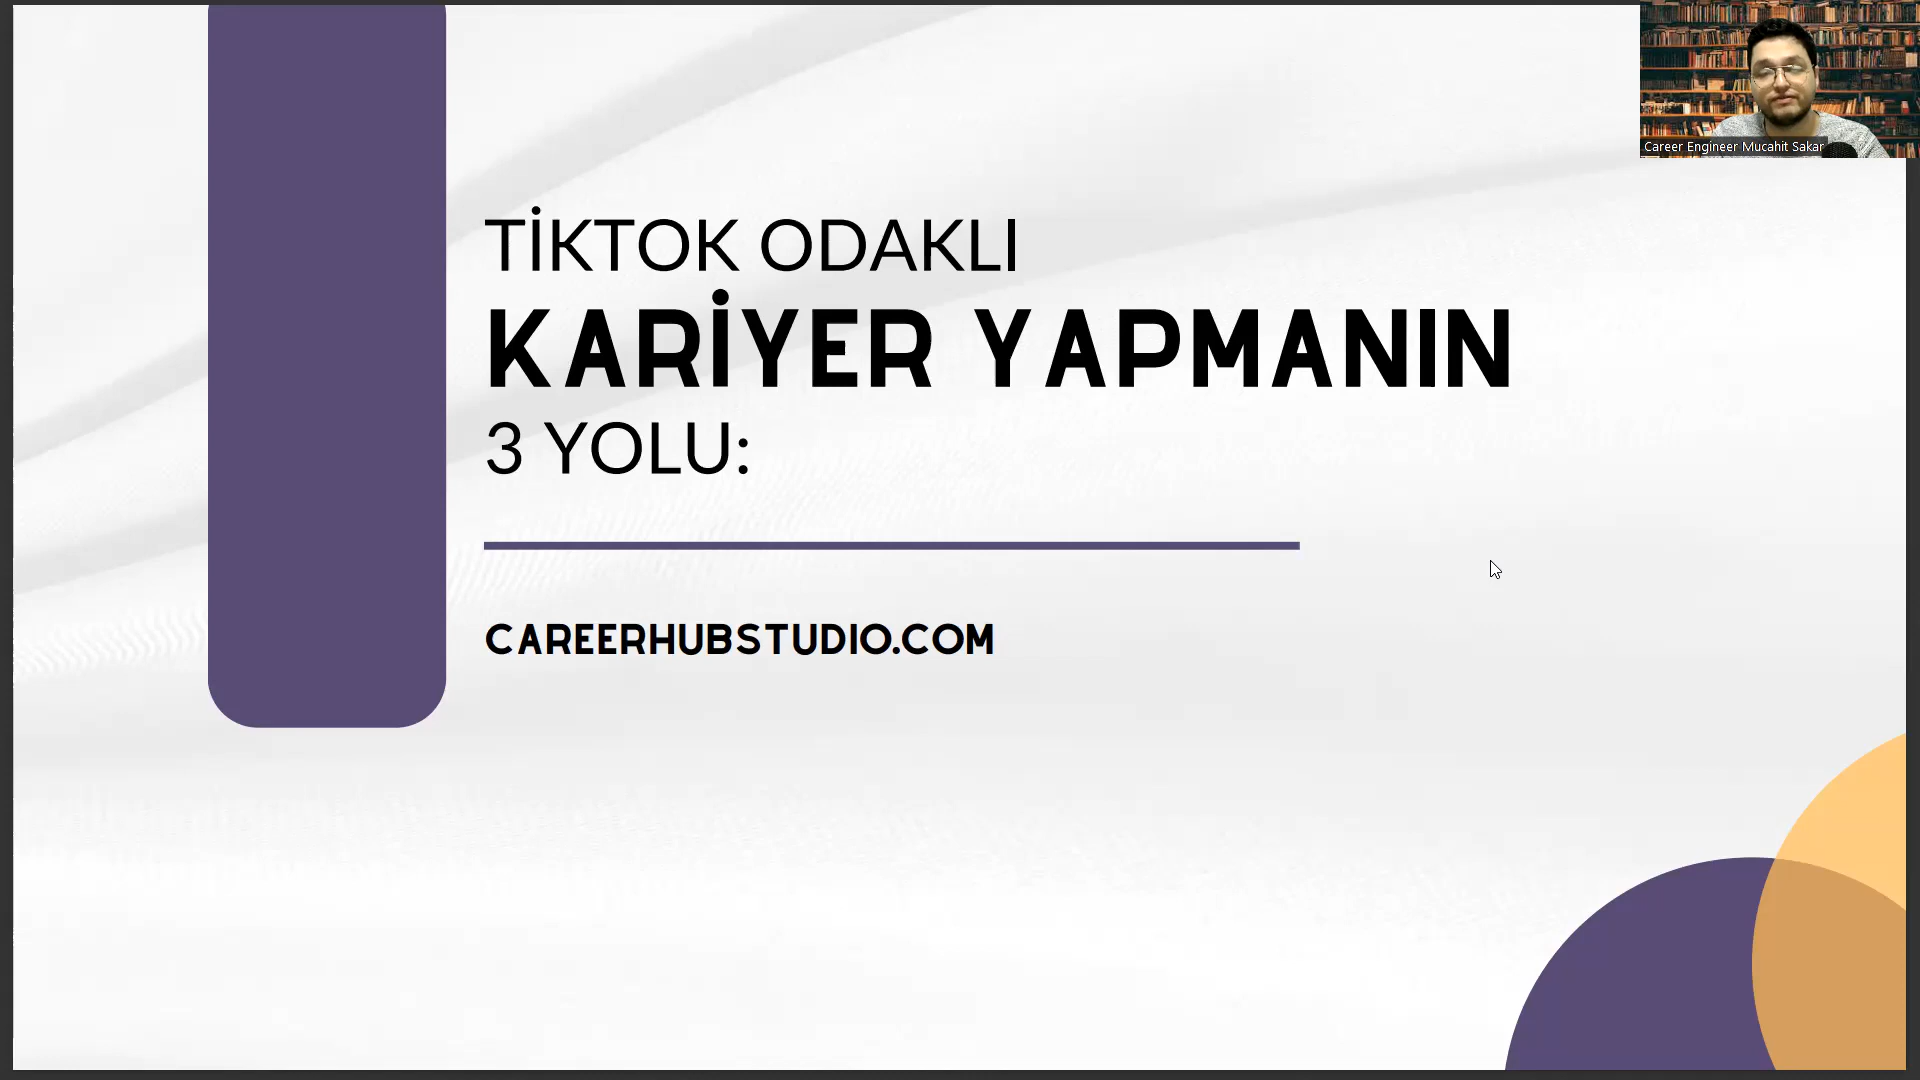 TİKTOK ODAKLI
KARİYER YAPMANIN
3 YOLU:
CAREERHUBSTUDIO.COM
Career Engineer Mucahit Sakar